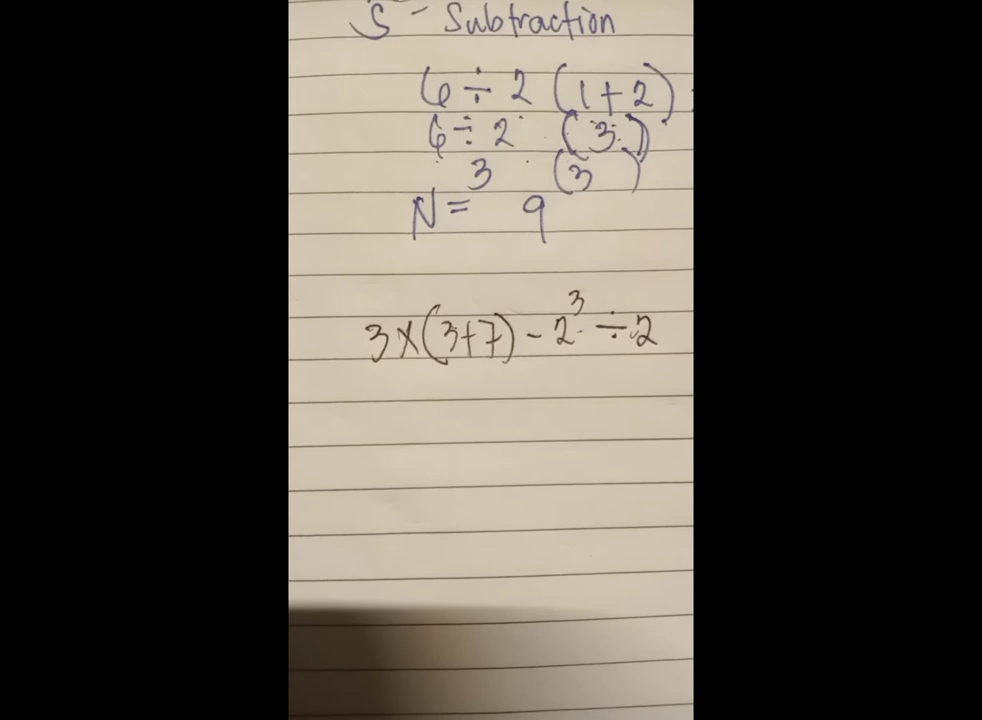 S - Subtraction
6 ÷ 2 (1+2)
6 ÷ 2 (3)
3 (3)
N = 9
3×(3+7) - 2³ ÷ 2